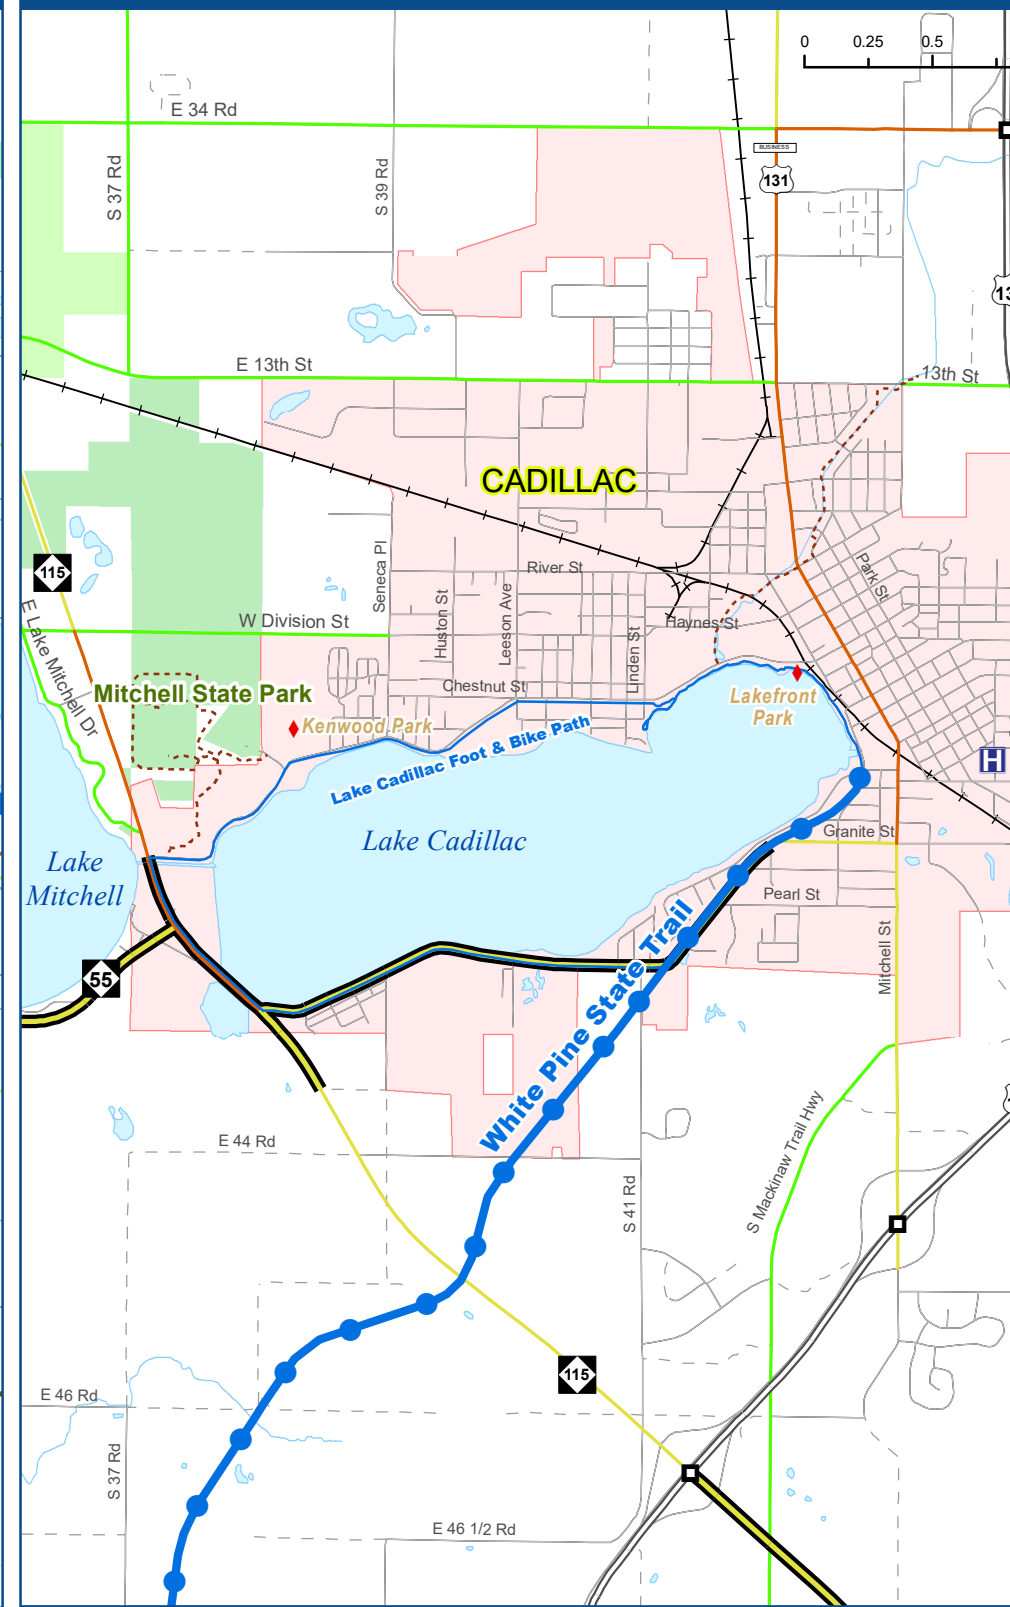 0 0.25 0.5
E 34 Rd
BUSINESS
131
S 37 Rd
S 39 Rd
E 13th St
13th St
CADILLAC
115
River St
Park St
Seneca Pl
Huston St
Leeson Ave
Linden St
Haynes St
E Lake Mitchell Dr
W Division St
Mitchell State Park
Chestnut St
Kenwood Park
Lakefront
Park
Lake Cadillac Foot & Bike Path
H
Lake Cadillac
Granite St
Lake
Mitchell
Pearl St
55
Mitchell St
White Pine State Trail
E 44 Rd
S 41 Rd
S Mackinaw Trail Hwy
115
E 46 Rd
S 37 Rd
E 46 1/2 Rd